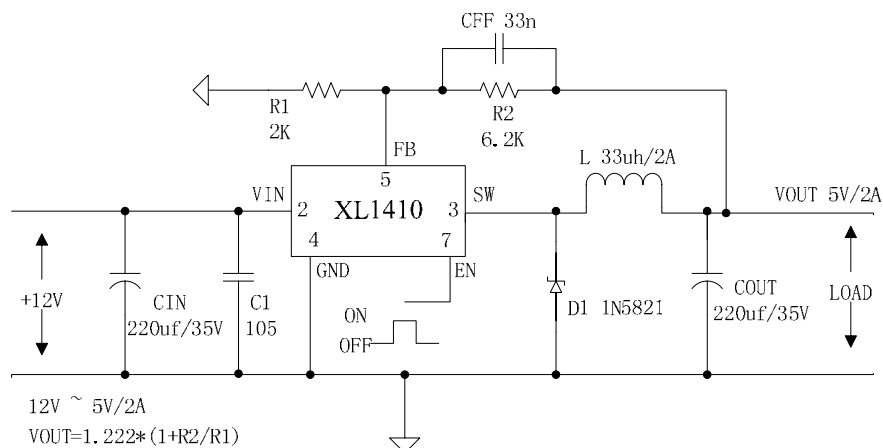 CFF 33n
R1
2K
R2
6.2K
FB
L 33uh/2A
VIN
5
SW
VOUT 5V/2A
2
XL1410
3
4
7
GND
EN
+12V
CIN
220uf/35V
C1
105
ON
OFF
D1 1N5821
COUT
220uf/35V
LOAD
12V ~ 5V/2A
VOUT=1.222*(1+R2/R1)